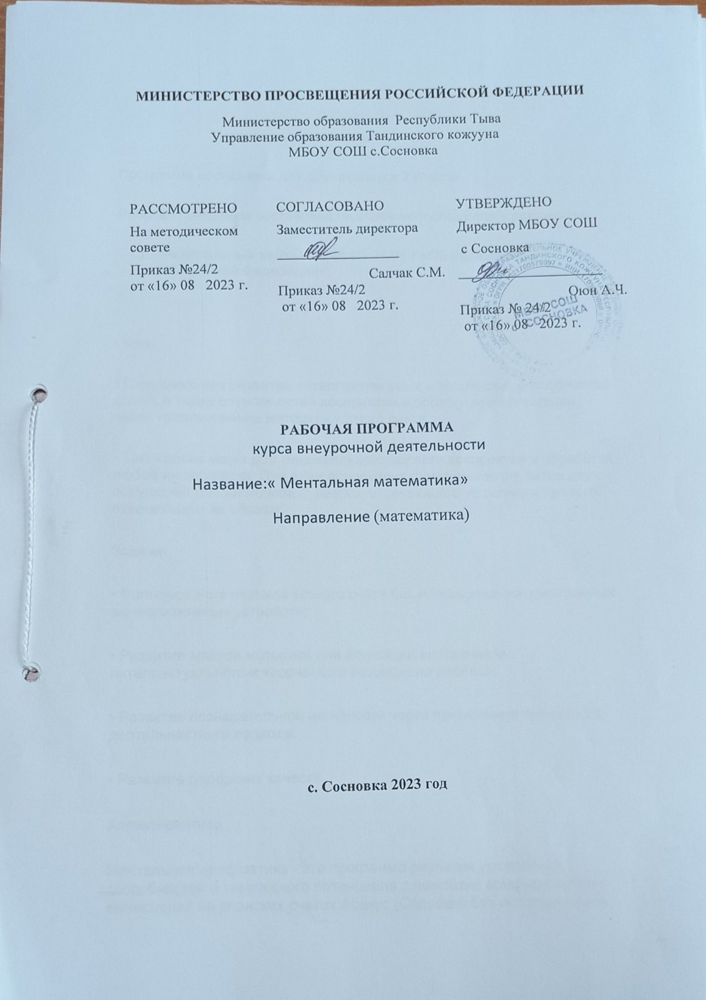 МИНИСТЕРСТВО ПРОСВЕЩЕНИЯ РОССИЙСКОЙ ФЕДЕРАЦИИ
Министерство образования Республики Тыва
Управление образования Тандинского кожууна
МБОУ СОШ с.Сосновка
РАССМОТРЕНО
На методическом
совете
Приказ №24/2
от «16» 08 2023 г.
СОГЛАСОВАНО
Заместитель директора
Салчак С.М.
Приказ №24/2
от «16» 08 2023 г.
УТВЕРЖДЕНО
Директор МБОУ СОШ
с Сосновка
Оюн А.Ч.
Приказ № 24/2
от «16» 08 2023 г.
МБОУ СОШ
с. СОСНОВКА
РАБОЧАЯ ПРОГРАММА
курса внеурочной деятельности
Название:« Ментальная математика»
Направление (математика)
с. Сосновка 2023 год